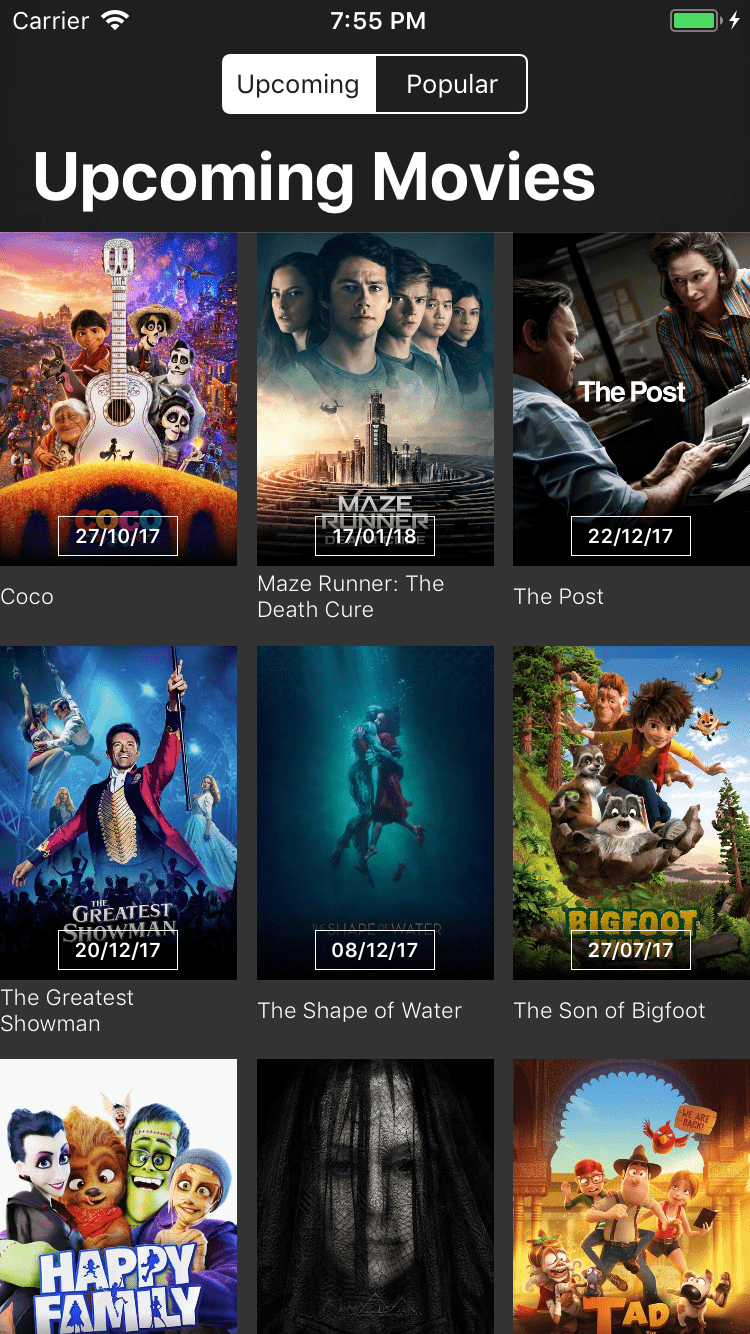 Carrier
7:55 PM
Upcoming
Popular
Upcoming Movies
The Post
COCO
27/10/17
MAZE
RUNNER
17/01/18
22/12/17
Coco
Maze Runner: The
Death Cure
The Post
THE
GREATEST
SHOWMAN
20/12/17
THE SHAPE OF WATER
08/12/17
BIGFOOT
27/07/17
The Greatest
Showman
The Shape of Water
The Son of Bigfoot
WE ARE
BACK!
HAPPY
FAMILY
TAD
THE